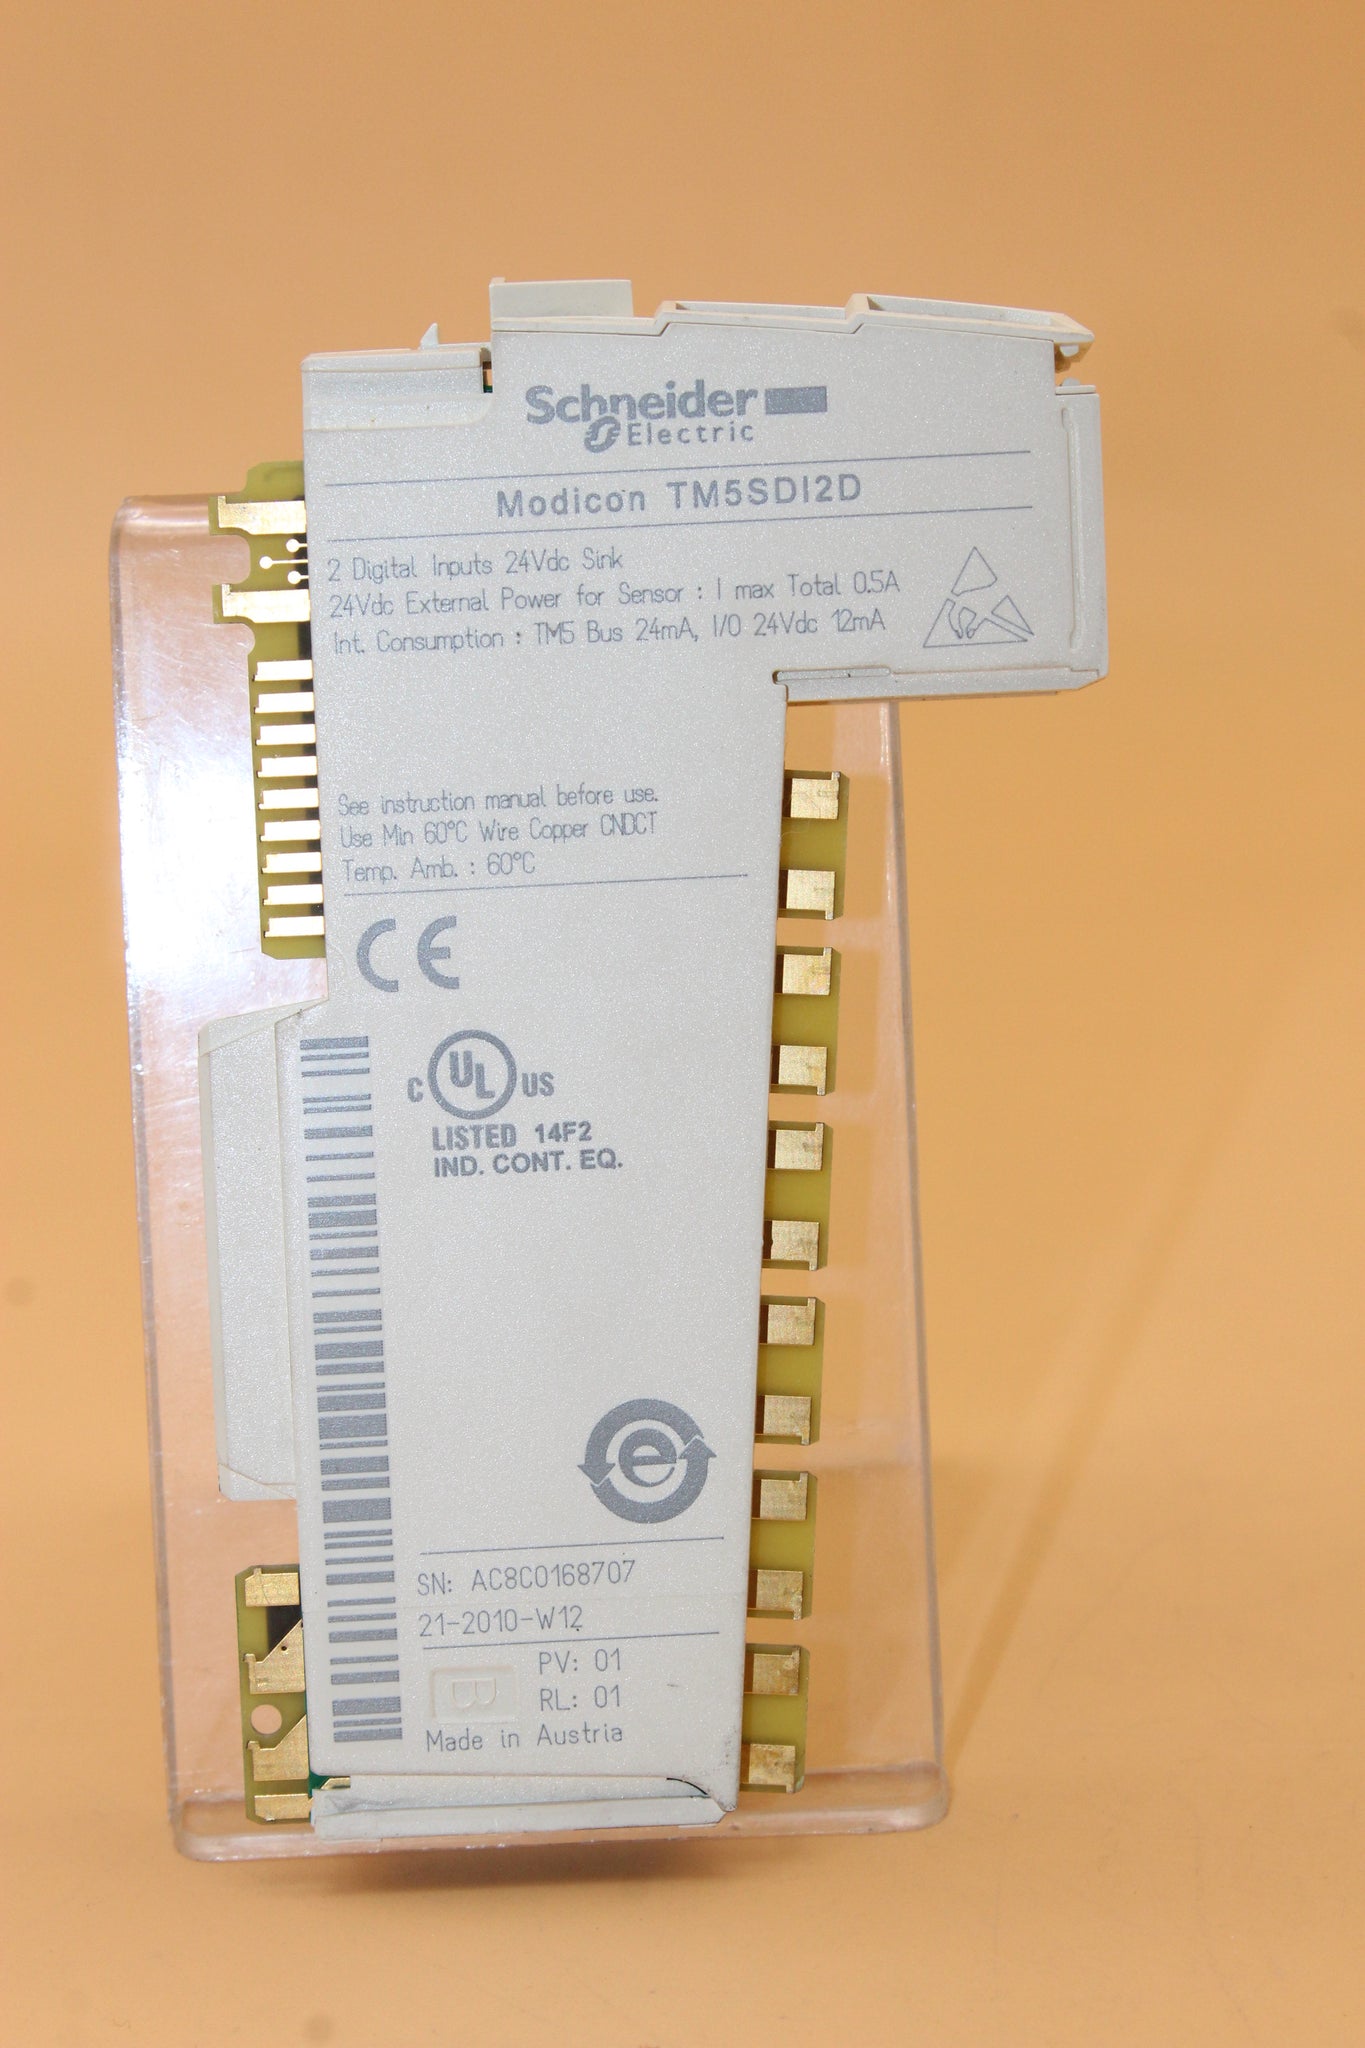 Schneider
Electric
Modicon TM5SDI2D
2 Digital Inputs 24Vdc Sink
24Vdc External Power for Sensor : I max Total 0.5A
Int. Consumption : TM5 Bus 24mA, I/O 24Vdc 12mA
See instruction manual before use.
Use Min 60°C Wire Copper CNDCT
Temp. Amb. : 60°C
CE
C UL US
LISTED 14F2
IND. CONT. EQ.
e
SN: AC8C0168707
21-2010-W12
PV: 01
B
RL: 01
Made in Austria